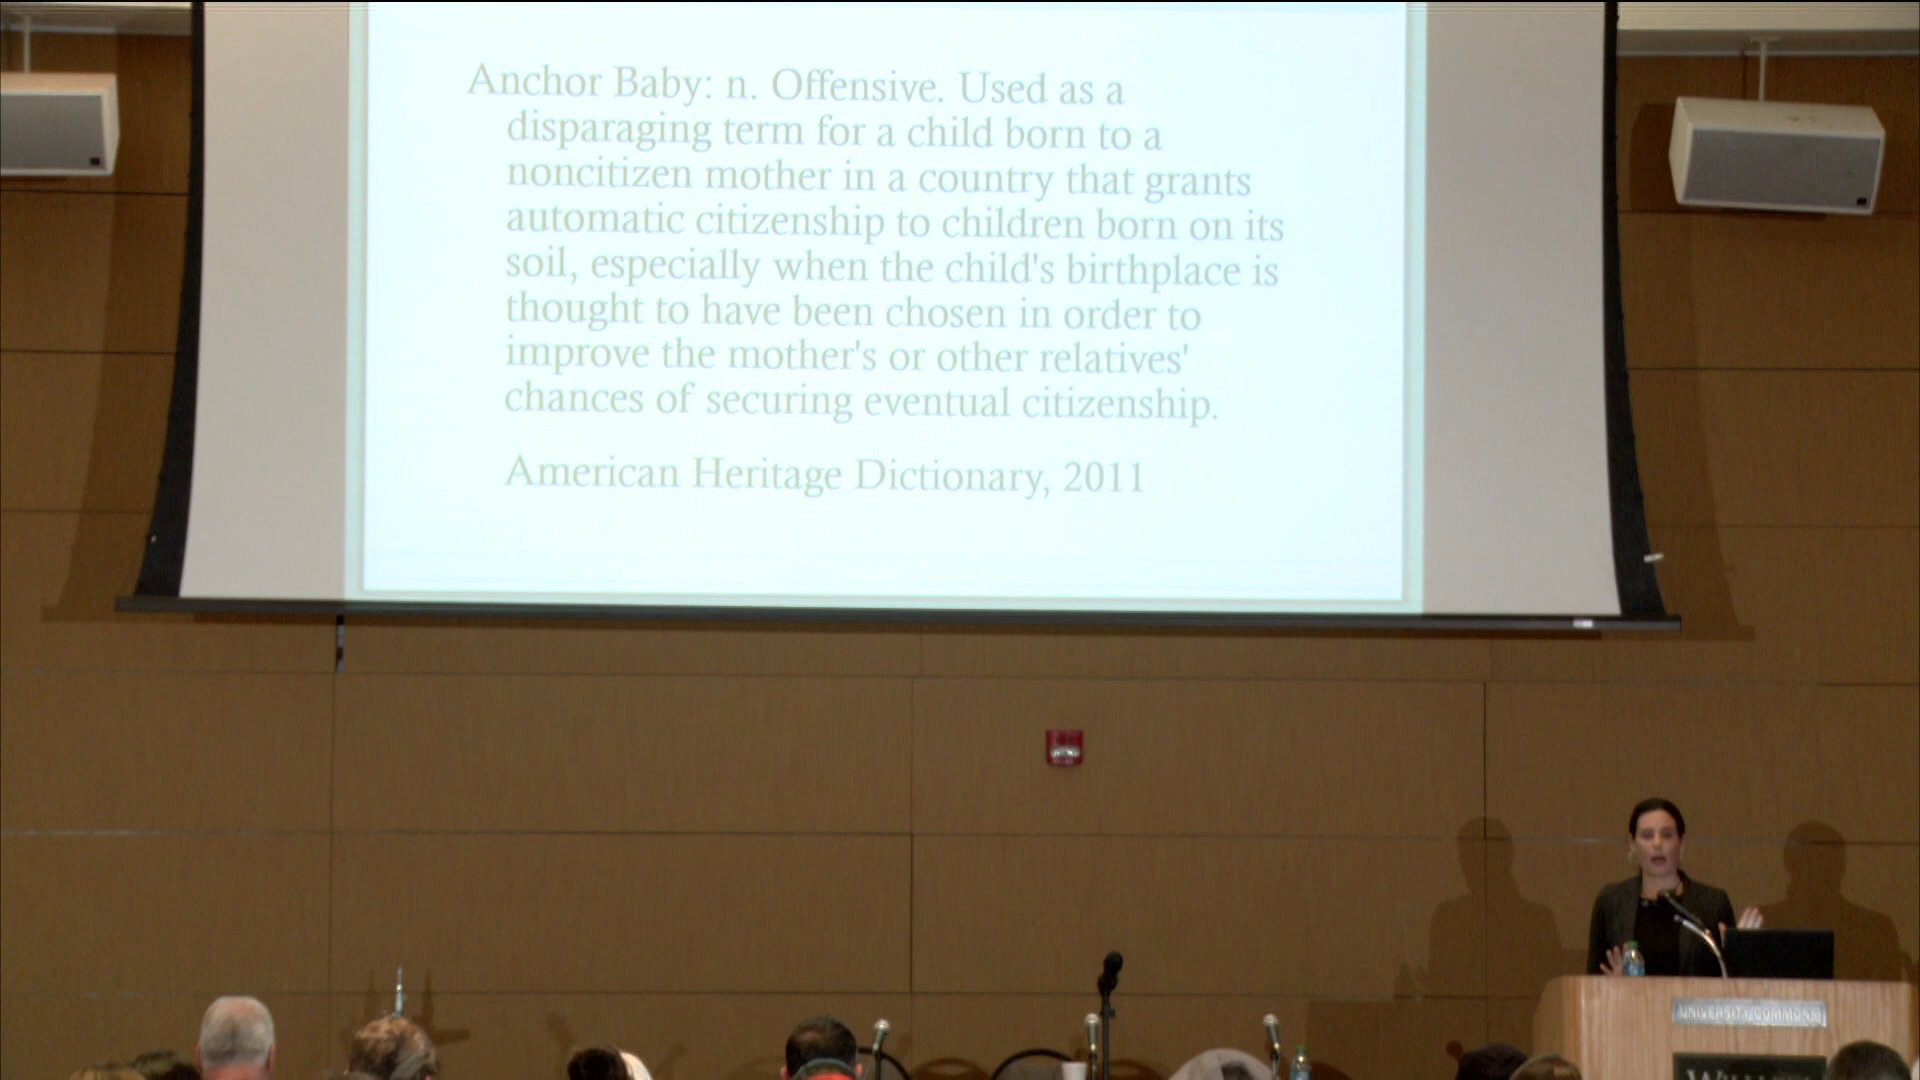 Anchor Baby: n. Offensive. Used as a
disparaging term for a child born to a
noncitizen mother in a country that grants
automatic citizenship to children born on its
soil, especially when the child's birthplace is
thought to have been chosen in order to
improve the mother's or other relatives'
chances of securing eventual citizenship.
American Heritage Dictionary, 2011
UNIVERSITY COMMONS